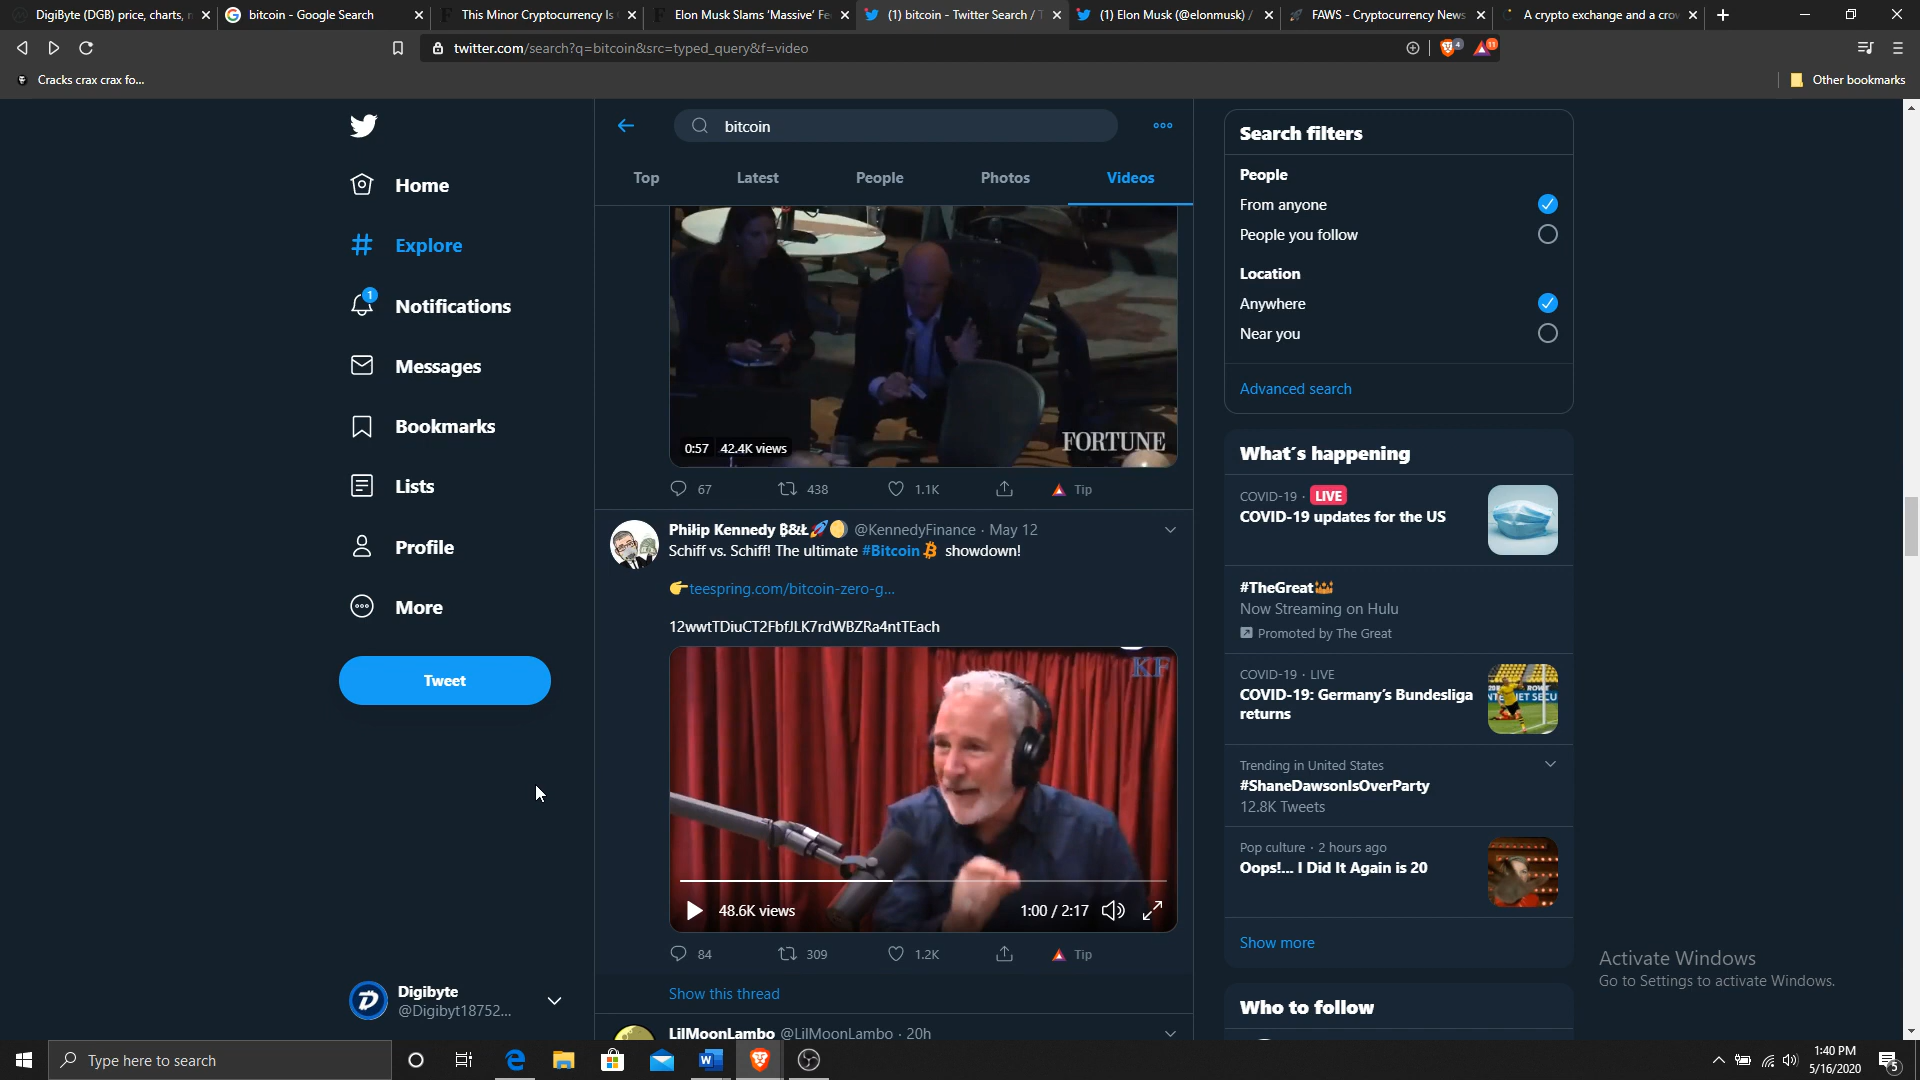 DigiByte (DGB) price, charts,
bitcoin - Google Search
This Minor Cryptocurrency Is
Elon Musk Slams ‘Massive’ Fe
(1) bitcoin - Twitter Search / T
(1) Elon Musk (@elonmusk) /
FAWS - Cryptocurrency News
A crypto exchange and a cro
twitter.com/search?q=bitcoin&src=typed_query&f=video
4
11
Cracks crax crax fo...
Other bookmarks
Home
Explore
1
Notifications
Messages
Bookmarks
Lists
Profile
More
Tweet
Digibyte
@Digibyt18752...
bitcoin
Top
Latest
People
Photos
Videos
0:57 42.4K views
FORTUNE
67
438
1.1K
Tip
Philip Kennedy ₿&Ł🚀🌖 @KennedyFinance · May 12
Schiff vs. Schiff! The ultimate #Bitcoin showdown!
👉teespring.com/bitcoin-zero-g...
12wwtTDiuCT2FbfJLK7rdWBZRa4ntTEach
KF
48.6K views
1:00 / 2:17
84
309
1.2K
Tip
Show this thread
LilMoonLambo @LilMoonLambo · 20h
Search filters
People
From anyone
People you follow
Location
Anywhere
Near you
Advanced search
What’s happening
COVID-19 · LIVE
COVID-19 updates for the US
#TheGreat
Now Streaming on Hulu
Promoted by The Great
COVID-19 · LIVE
COVID-19: Germany’s Bundesliga
returns
Trending in United States
#ShaneDawsonIsOverParty
12.8K Tweets
Pop culture · 2 hours ago
Oops!... I Did It Again is 20
Show more
Who to follow
Activate Windows
Go to Settings to activate Windows.
Type here to search
1:40 PM
5/16/2020
5